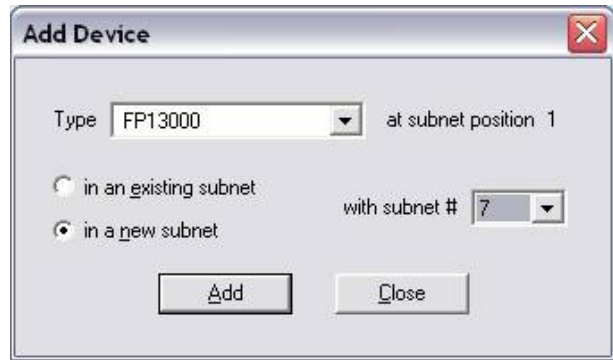 Add Device
Type FP13000 at subnet position 1
in an existing subnet
with subnet # 7
in a new subnet
Add Close